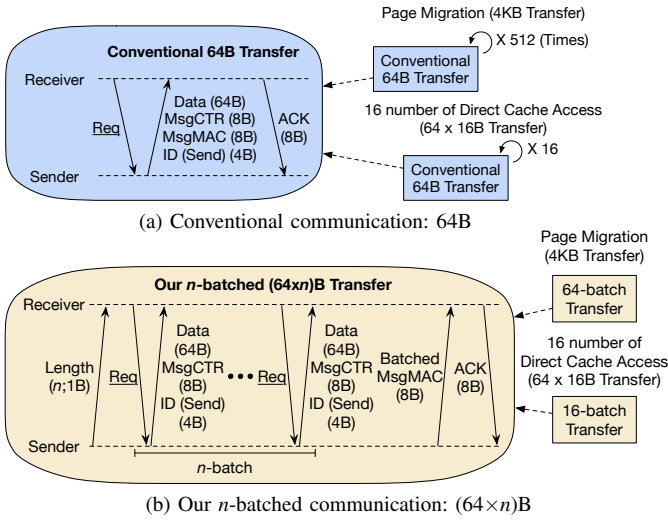 Page Migration (4KB Transfer)
Conventional 64B Transfer
X 512 (Times)
Conventional
64B Transfer
Receiver
Data (64B)
MsgCTR (8B)
MsgMAC (8B)
ID (Send) (4B)
Req
ACK
(8B)
16 number of Direct Cache Access
(64 x 16B Transfer)
X 16
Conventional
64B Transfer
Sender
(a) Conventional communication: 64B
Page Migration
(4KB Transfer)
Our n-batched (64xn)B Transfer
64-batch
Transfer
Receiver
Length
(n;1B)
Req
Data
(64B)
MsgCTR
(8B)
ID (Send)
(4B)
•••
Req
Data
(64B)
MsgCTR
(8B)
ID (Send)
(4B)
Batched
MsgMAC
(8B)
ACK
(8B)
16 number of
Direct Cache Access
(64 x 16B Transfer)
16-batch
Transfer
Sender
n-batch
(b) Our n-batched communication: (64×n)B